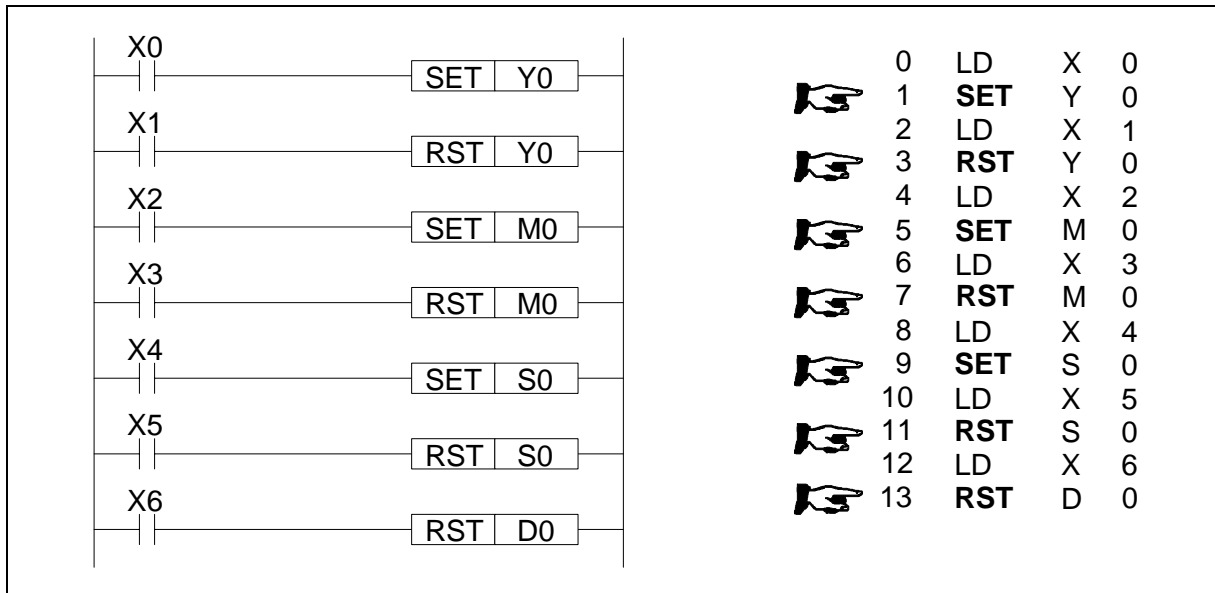 X0
SET Y0
X1
RST Y0
X2
SET M0
X3
RST M0
X4
SET S0
X5
RST S0
X6
RST D0
0 LD X 0
1 SET Y 0
2 LD X 1
3 RST Y 0
4 LD X 2
5 SET M 0
6 LD X 3
7 RST M 0
8 LD X 4
9 SET S 0
10 LD X 5
11 RST S 0
12 LD X 6
13 RST D 0